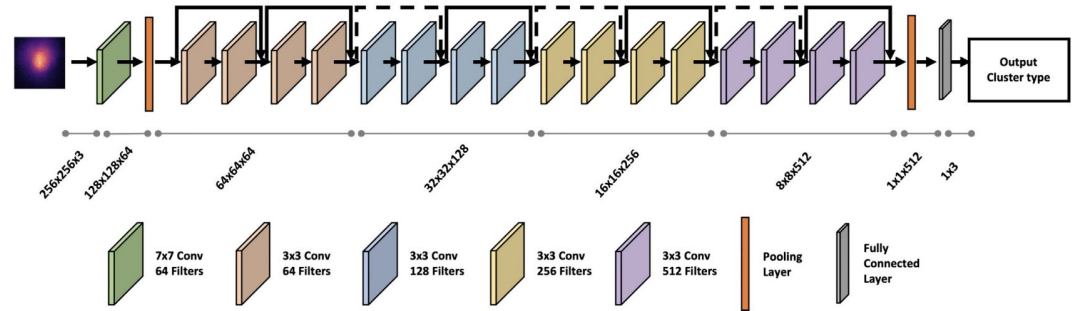 Output
Cluster type
256x256x3
128x128x64
64x64x64
32x32x128
16x16x256
8x8x512
1x1x512
1x3
7x7 Conv
64 Filters
3x3 Conv
64 Filters
3x3 Conv
128 Filters
3x3 Conv
256 Filters
3x3 Conv
512 Filters
Pooling
Layer
Fully
Connected
Layer